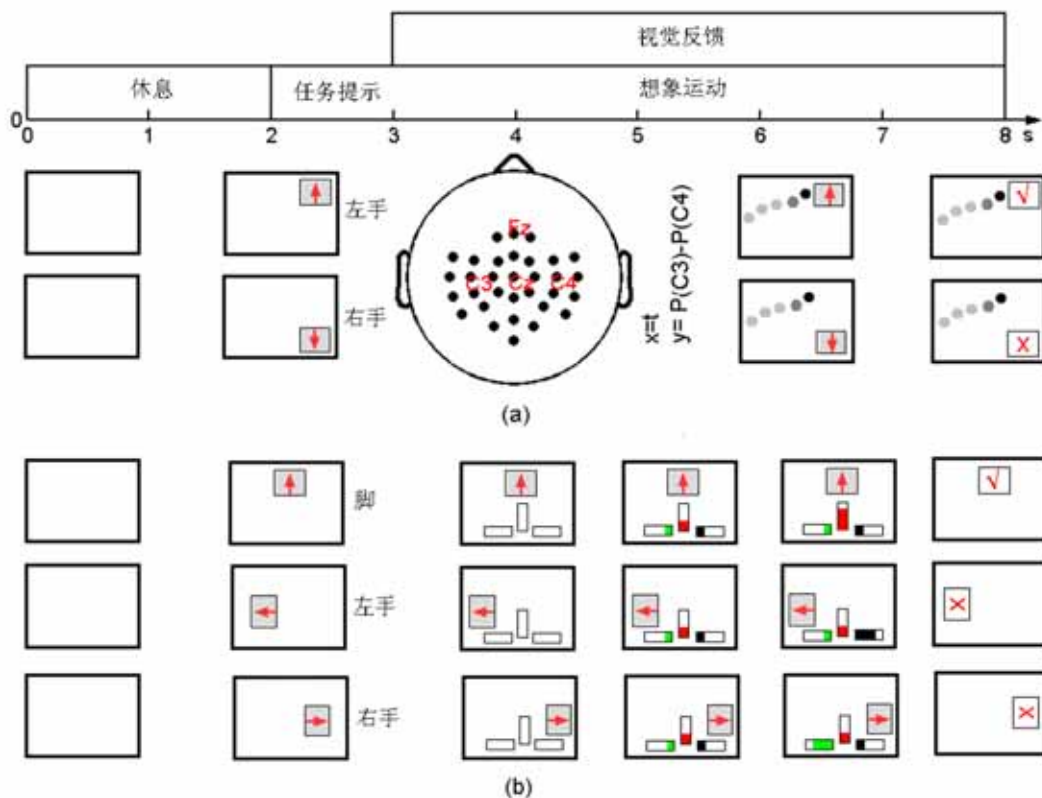 视觉反馈
休息
任务提示
想象运动
0
0 1 2 3 4 5 6 7 8 s
左手
右手
Fz
C3 Cz C4
x=t
y= P(C3)-P(C4)
√
X
(a)
脚
左手
右手
√
×
×
(b)